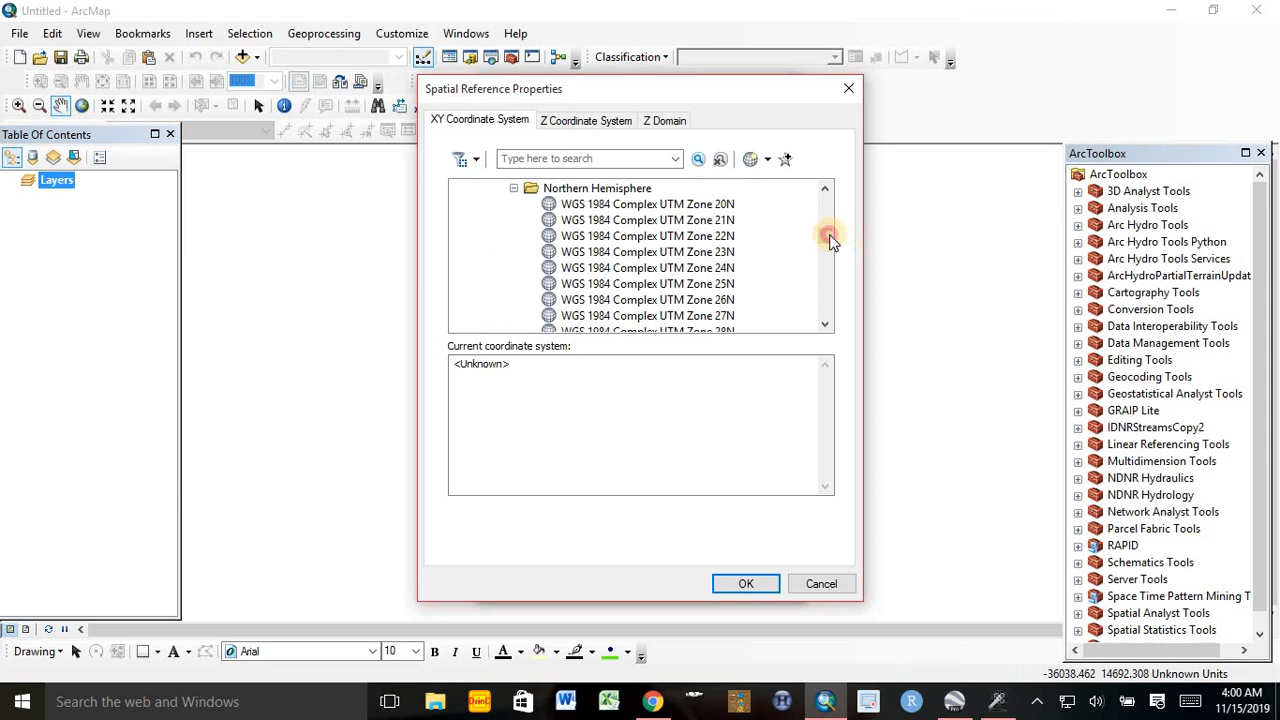 Untitled - ArcMap
File Edit View Bookmarks Insert Selection Geoprocessing Customize Windows Help
Classification
100%
Table Of Contents
Layers
Spatial Reference Properties
XY Coordinate System Z Coordinate System Z Domain
Type here to search
Northern Hemisphere
WGS 1984 Complex UTM Zone 20N
WGS 1984 Complex UTM Zone 21N
WGS 1984 Complex UTM Zone 22N
WGS 1984 Complex UTM Zone 23N
WGS 1984 Complex UTM Zone 24N
WGS 1984 Complex UTM Zone 25N
WGS 1984 Complex UTM Zone 26N
WGS 1984 Complex UTM Zone 27N
WGS 1984 Complex UTM Zone 28N
Current coordinate system:
<Unknown>
OK Cancel
ArcToolbox
ArcToolbox
3D Analyst Tools
Analysis Tools
Arc Hydro Tools
Arc Hydro Tools Python
Arc Hydro Tools Services
ArcHydroPartialTerrainUpdat
Cartography Tools
Conversion Tools
Data Interoperability Tools
Data Management Tools
Editing Tools
Geocoding Tools
Geostatistical Analyst Tools
GRAIP Lite
IDNRStreamsCopy2
Linear Referencing Tools
Multidimension Tools
NDNR Hydraulics
NDNR Hydrology
Network Analyst Tools
Parcel Fabric Tools
RAPID
Schematics Tools
Server Tools
Space Time Pattern Mining T
Spatial Analyst Tools
Spatial Statistics Tools
Drawing Arial 10 B I U A
-36038.462 14692.308 Unknown Units
Search the web and Windows
4:00 AM
11/15/2019